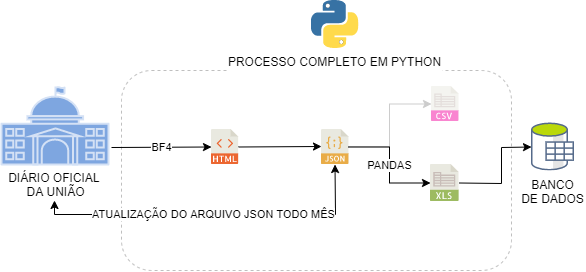 PROCESSO COMPLETO EM PYTHON
CSV
BF4
HTML
JSON
PANDAS
XLS
DIÁRIO OFICIAL
DA UNIÃO
BANCO
DE DADOS
ATUALIZAÇÃO DO ARQUIVO JSON TODO MÊS